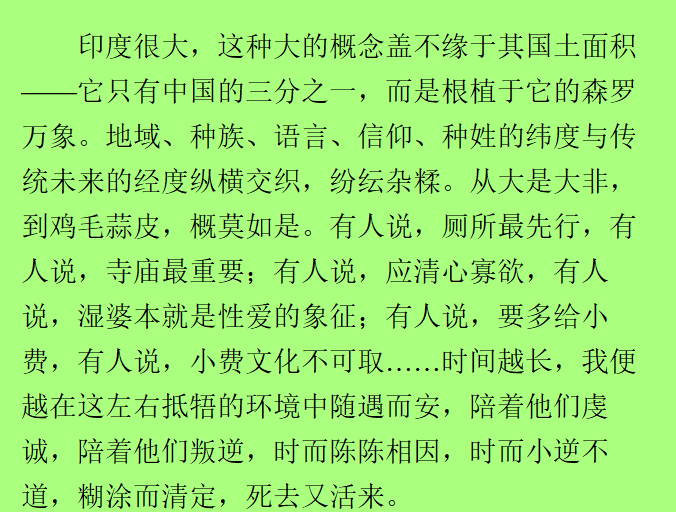 印度很大，这种大的概念盖不缘于其国土面积
——它只有中国的三分之一，而是根植于它的森罗
万象。地域、种族、语言、信仰、种姓的纬度与传
统未来的经度纵横交织，纷纭杂糅。从大是大非，
到鸡毛蒜皮，概莫如是。有人说，厕所最先行，有
人说，寺庙最重要；有人说，应清心寡欲，有人
说，湿婆本就是性爱的象征；有人说，要多给小
费，有人说，小费文化不可取……时间越长，我便
越在这左右抵牾的环境中随遇而安，陪着他们虔
诚，陪着他们叛逆，时而陈陈相因，时而小逆不
道，糊涂而清定，死去又活来。